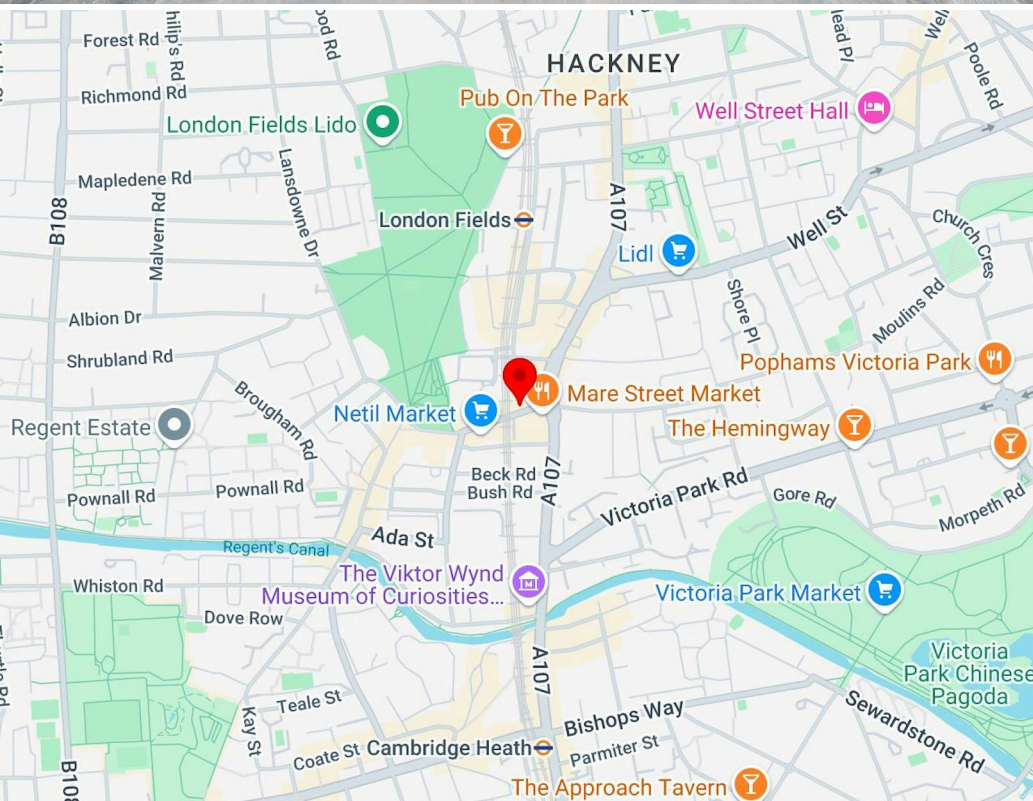 Forest Rd
HACKNEY
Richmond Rd
Pub On The Park
Well Street Hall
Poole Rd
London Fields Lido
Mapledene Rd
Lansdowne Dr
Malvern Rd
B108
London Fields
A107
Well St
Church
Cres
Lidl
Shore Pl
Moulins Rd
Albion Dr
Shrubland Rd
Brougham Rd
Pophams Victoria Park
Mare Street Market
Netil Market
The Hemingway
Regent Estate
Beck Rd
Bush Rd
A107
Victoria Park Rd
Gore Rd
Morpeth Rd
Pownall Rd
Pownall Rd
Ada St
Regent's Canal
The Viktor Wynd
Museum of Curiosities...
Whiston Rd
Victoria Park Market
Dove Row
Victoria
Park Chinese
Pagoda
A107
Teale St
Kay St
Bishops Way
Sewardstone Rd
Coate St
Cambridge Heath
Parmiter St
The Approach Tavern